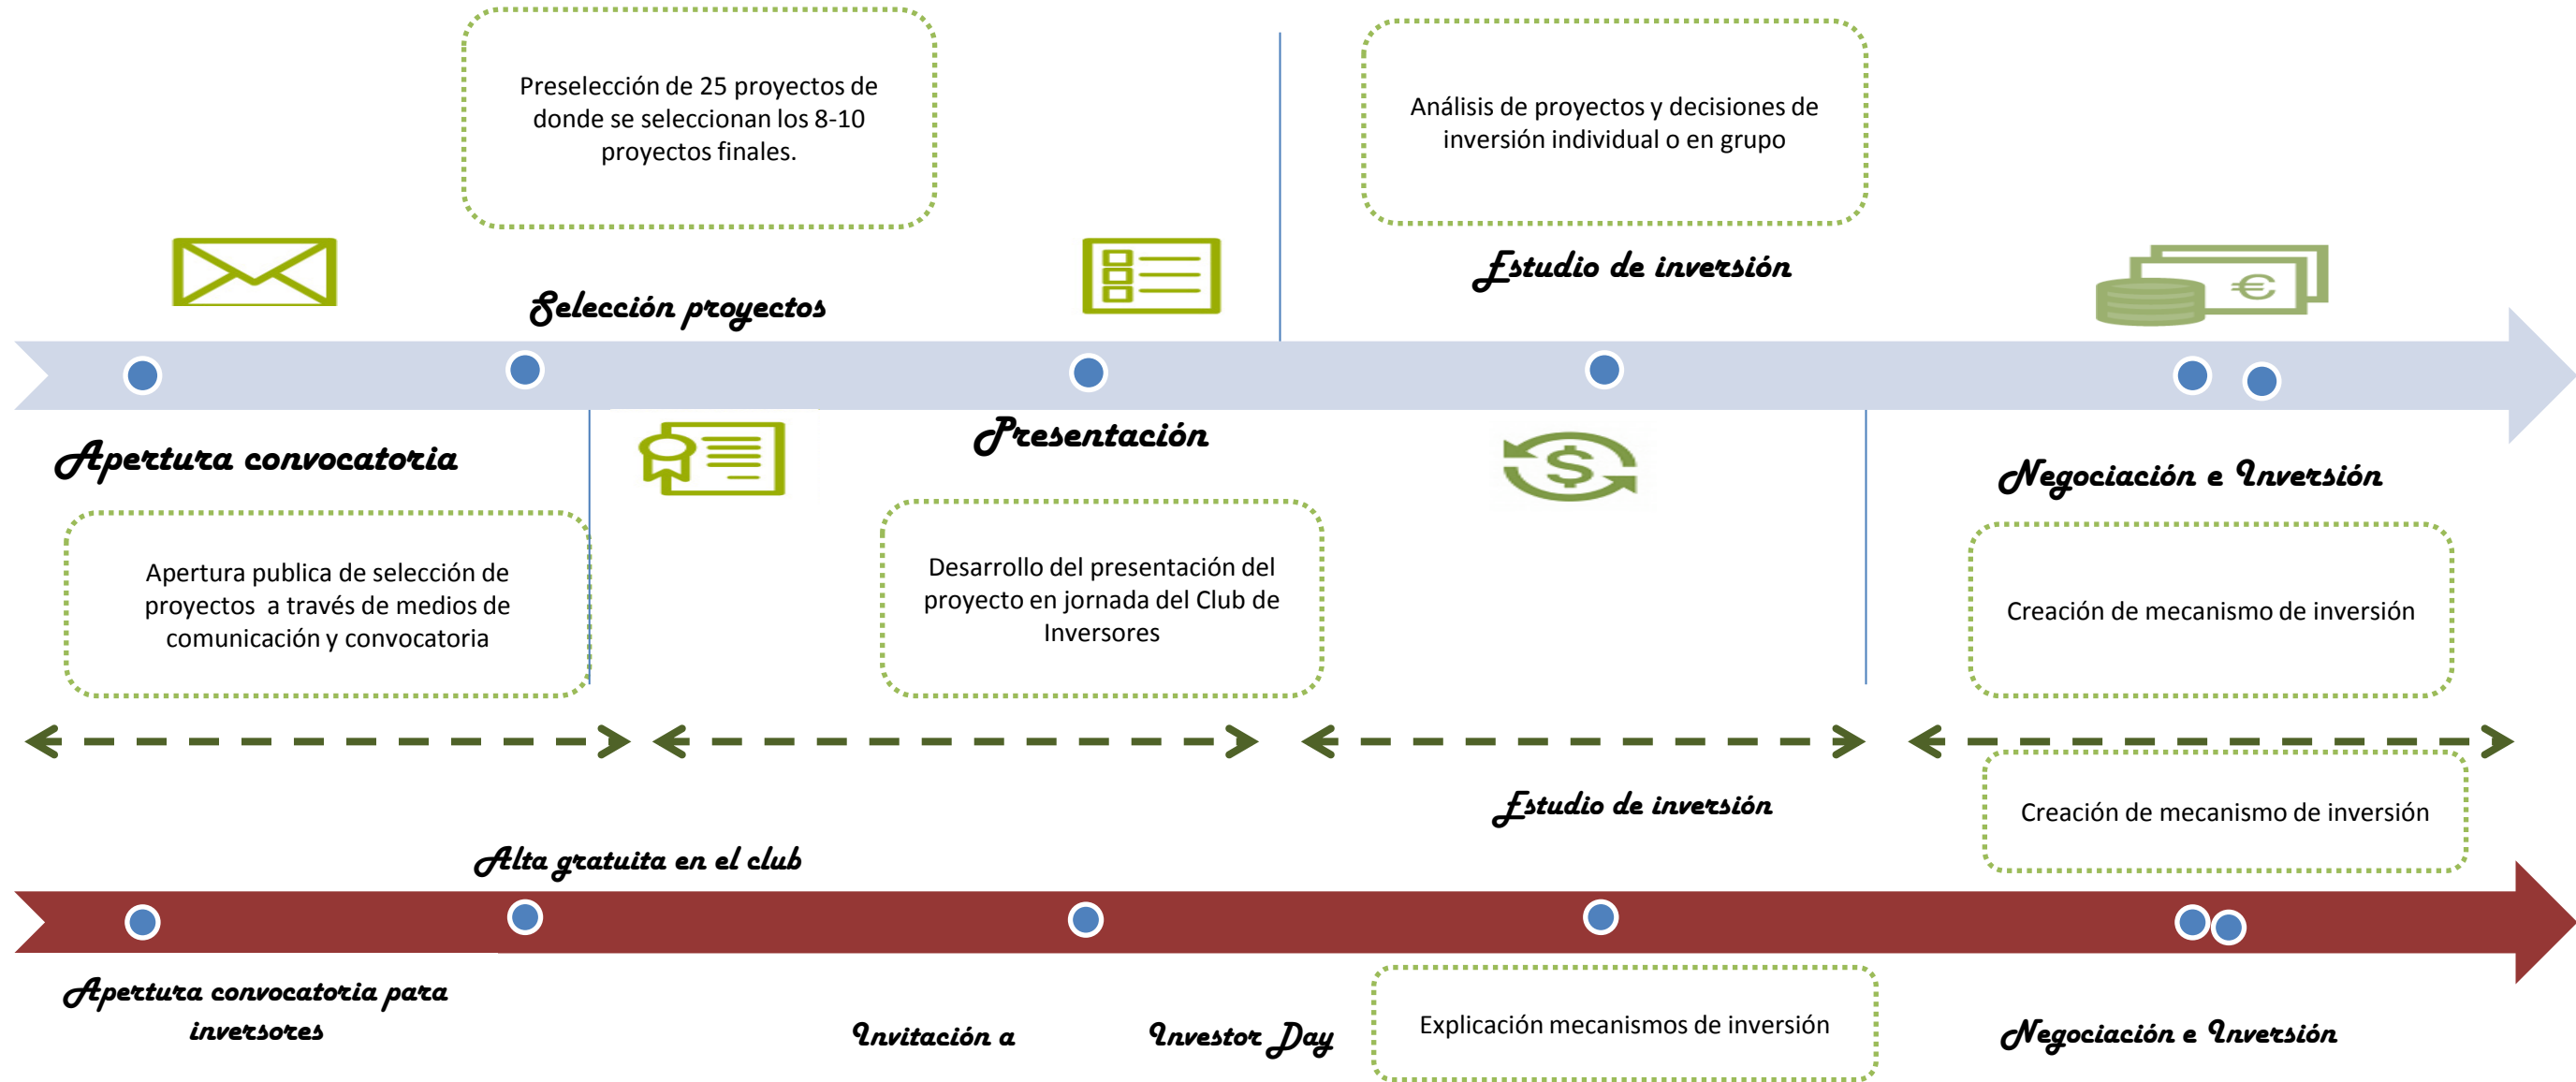 Preselección de 25 proyectos de
donde se seleccionan los 8-10
proyectos finales.
Análisis de proyectos y decisiones de
inversión individual o en grupo
Estudio de inversión
€
Selección proyectos
Apertura convocatoria
Presentación
$
Negociación e Inversión
Apertura publica de selección de
proyectos a través de medios de
comunicación y convocatoria
Desarrollo del presentación del
proyecto en jornada del Club de
Inversores
Creación de mecanismo de inversión
Estudio de inversión
Creación de mecanismo de inversión
Alta gratuita en el club
Apertura convocatoria para
inversores
Invitación a Investor Day
Explicación mecanismos de inversión
Negociación e Inversión